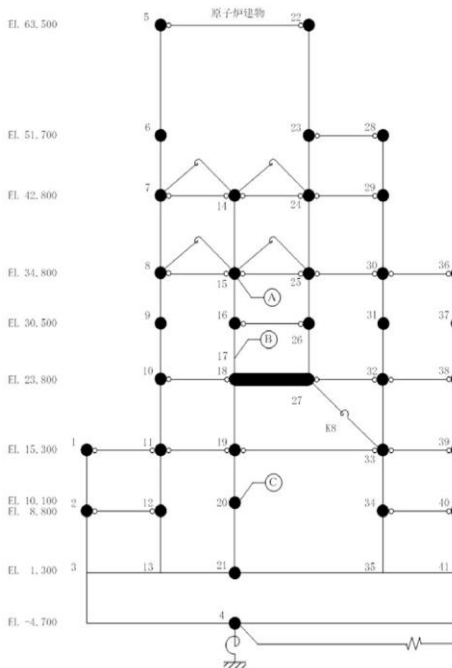 原子炉建物
EL 63.500 5 22
EL 51.700 6 23 28
EL 42.800 7 14 24 29
EL 34.800 8 15 25 30 36
A
EL 30.500 9 16 26 31 37
B
17
EL 23.800 10 18 27 32 38
K8
EL 15.300 1 11 19 33 39
C
EL 10.100 20
EL 8.800 2 12 34 40
EL 1.300 3 13 21 35 41
EL -4.700 4